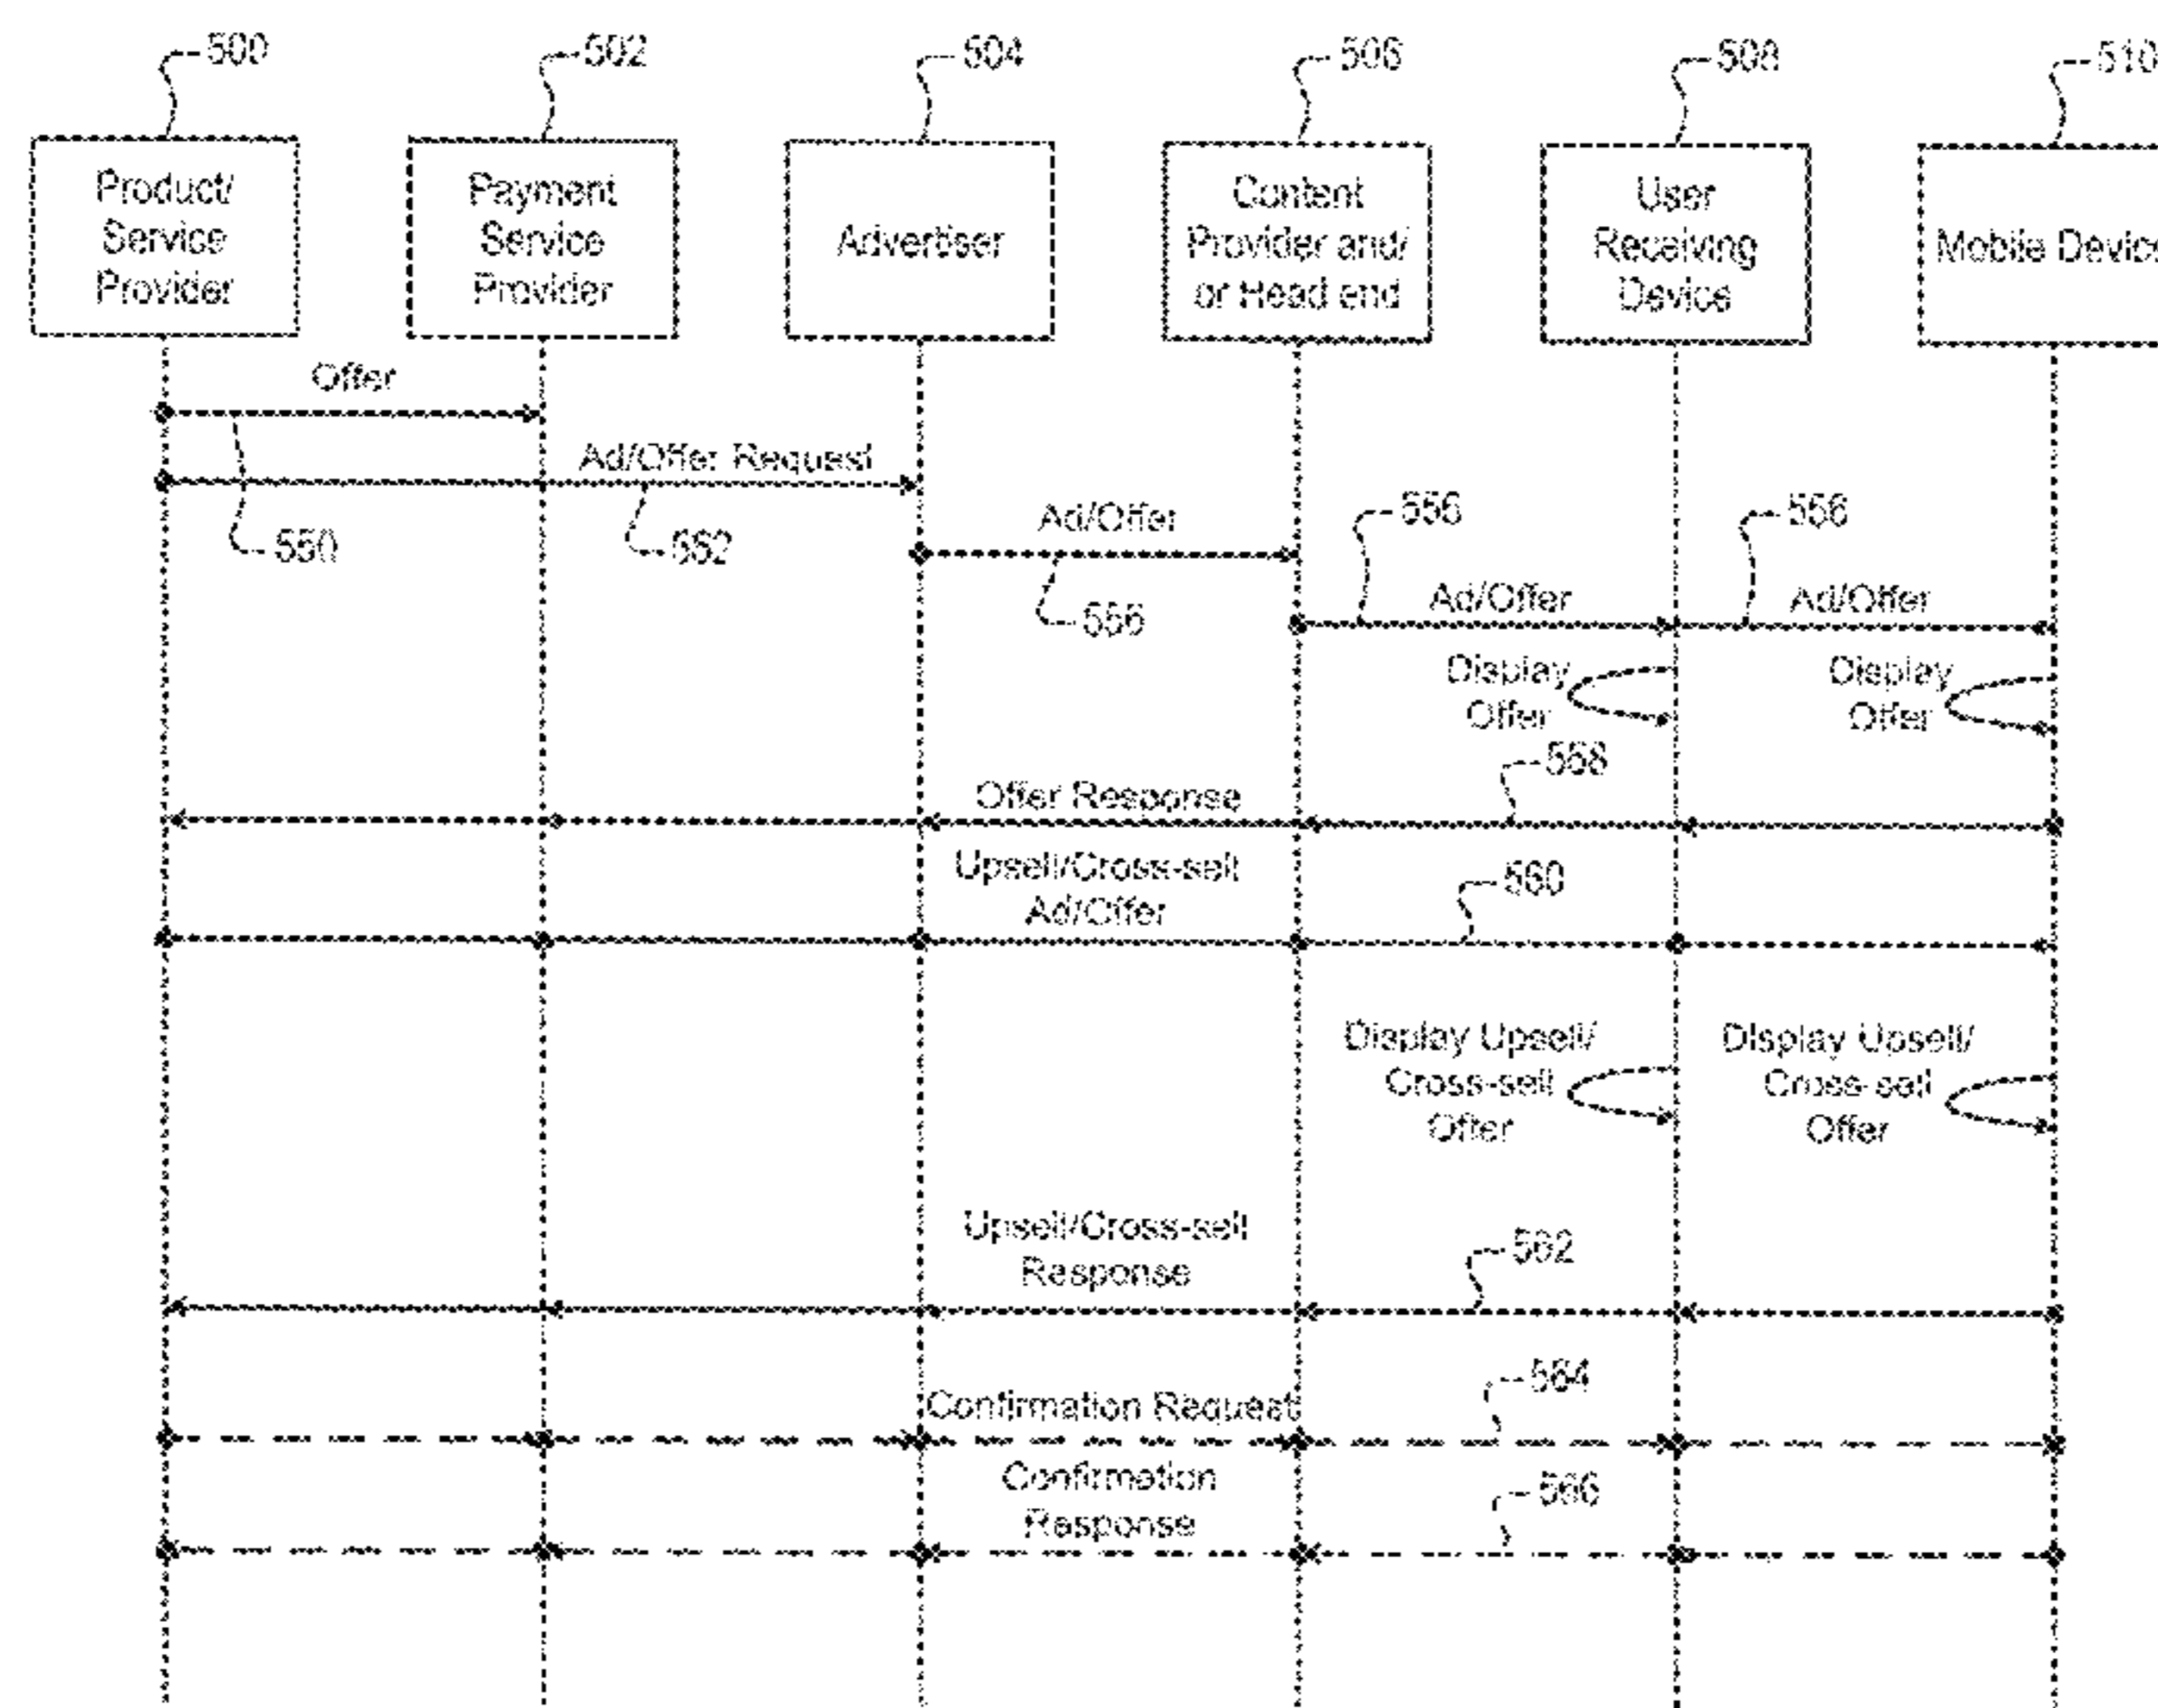 500
502
504
506
508
510
Product/
Service
Provider
Payment
Service
Provider
Advertiser
Content
Provider and/
or Head end
User
Receiving
Device
Mobile Device
Offer
Ad/Offer Request
550
552
Ad/Offer
556
556
556
Ad/Offer
Ad/Offer
Display
Offer
Display
Offer
558
Offer Response
Upsell/Cross-sell
Ad/Offer
560
Display Upsell/
Cross-sell
Offer
Display Upsell/
Cross-sell
Offer
Upsell/Cross-sell
Response
562
Confirmation Request
564
Confirmation
Response
566